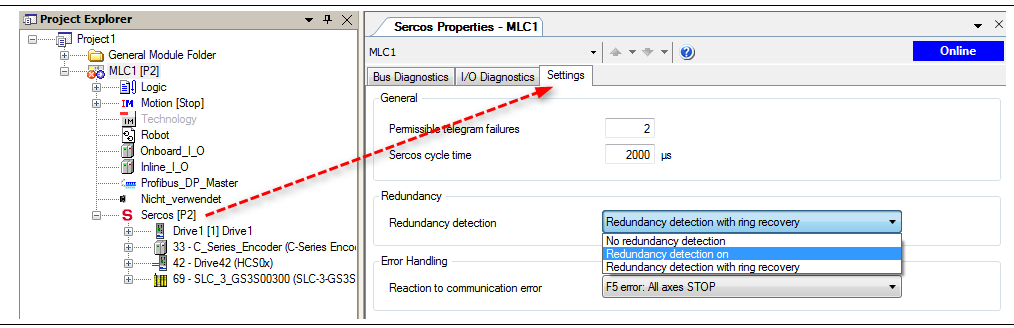 Project Explorer
Project1
General Module Folder
MLC1 [P2]
Logic
IM Motion [Stop]
IM Technology
Robot
Onboard_I_O
Inline_I_O
Profibus_DP_Master
Nicht_verwendet
S Sercos [P2]
Drive1 [1] Drive1
33 - C_Series_Encoder (C-Series Enco
42 - Drive42 (HCS0x)
69 - SLC_3_GS3S00300 (SLC-3-GS3S
Sercos Properties - MLC1
MLC1
Online
Bus Diagnostics I/O Diagnostics Settings
General
Permissible telegram failures 2
Sercos cycle time 2000 µs
Redundancy
Redundancy detection Redundancy detection with ring recovery
No redundancy detection
Redundancy detection on
Redundancy detection with ring recovery
Error Handling
Reaction to communication error F5 error: All axes STOP